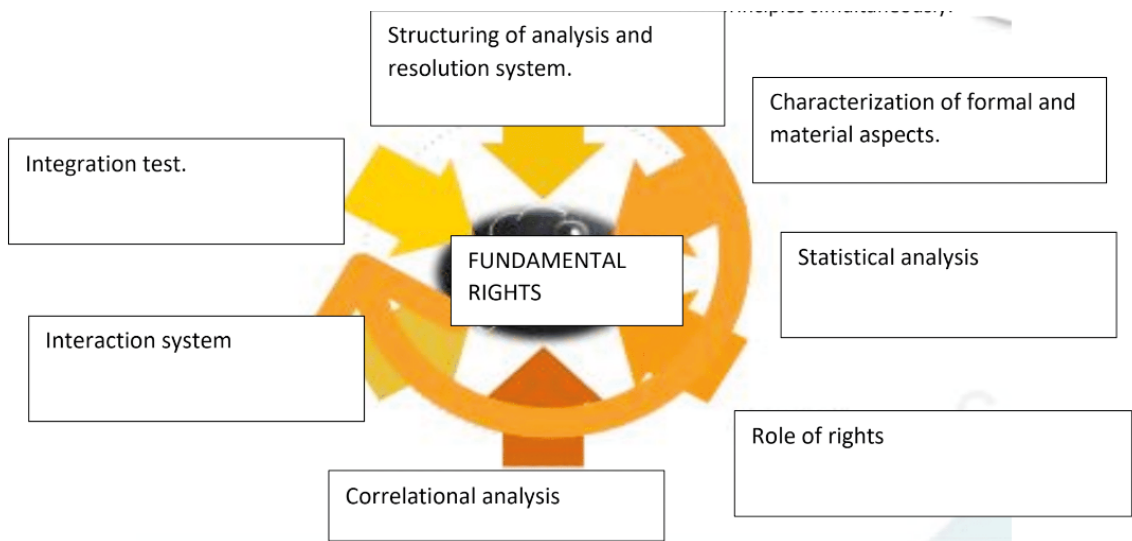 Structuring of analysis and
resolution system.
Characterization of formal and
material aspects.
Integration test.
FUNDAMENTAL
RIGHTS
Statistical analysis
Interaction system
Role of rights
Correlational analysis